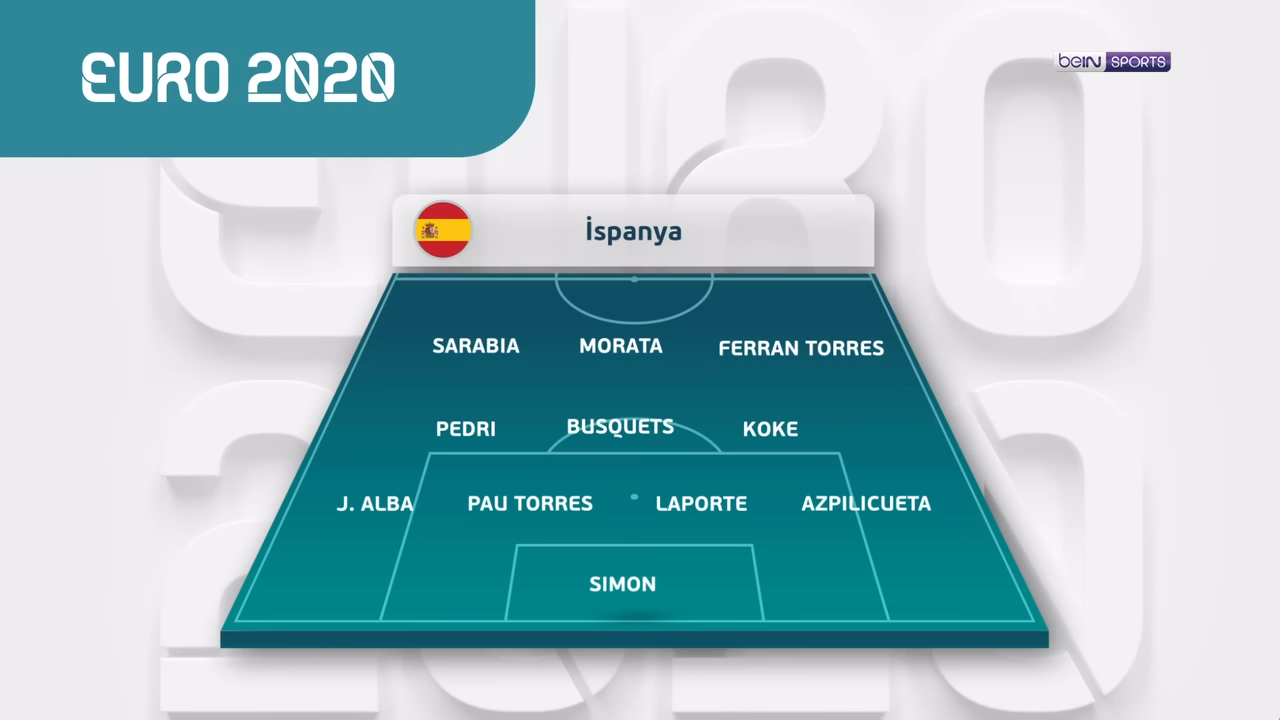 EURO 2020
beIN SPORTS
İspanya
SARABIA MORATA FERRAN TORRES
PEDRI BUSQUETS KOKE
J. ALBA PAU TORRES LAPORTE AZPILICUETA
SIMON